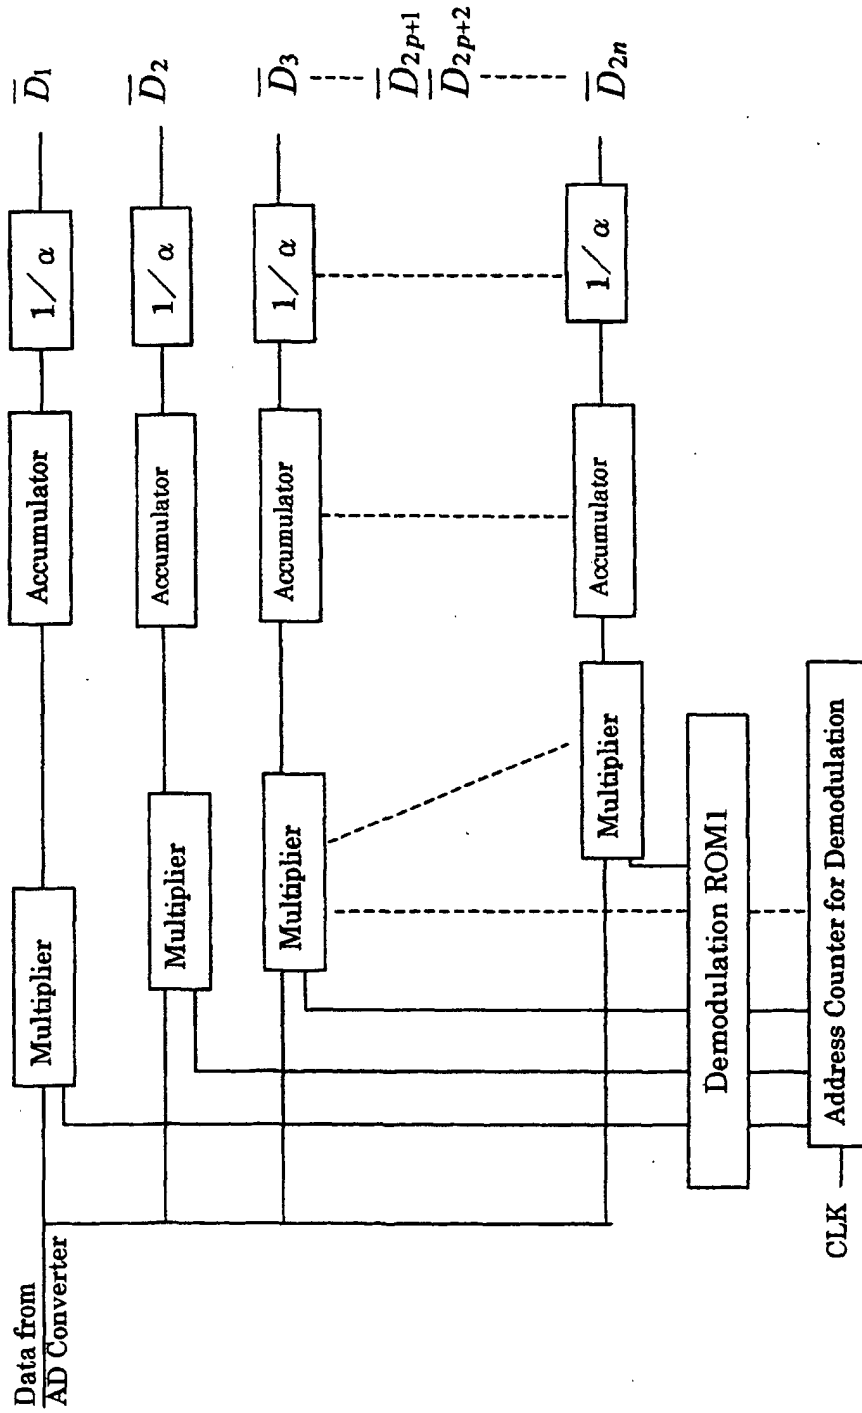 Data from
AD Converter
Multiplier
Accumulator
1/α
D̅₁
Multiplier
Accumulator
1/α
D̅₂
Multiplier
Accumulator
1/α
D̅₃
D̅₂ₚ₊₁
D̅₂ₚ₊₂
Multiplier
Accumulator
1/α
D̅₂ₙ
Demodulation ROM1
CLK
Address Counter for Demodulation